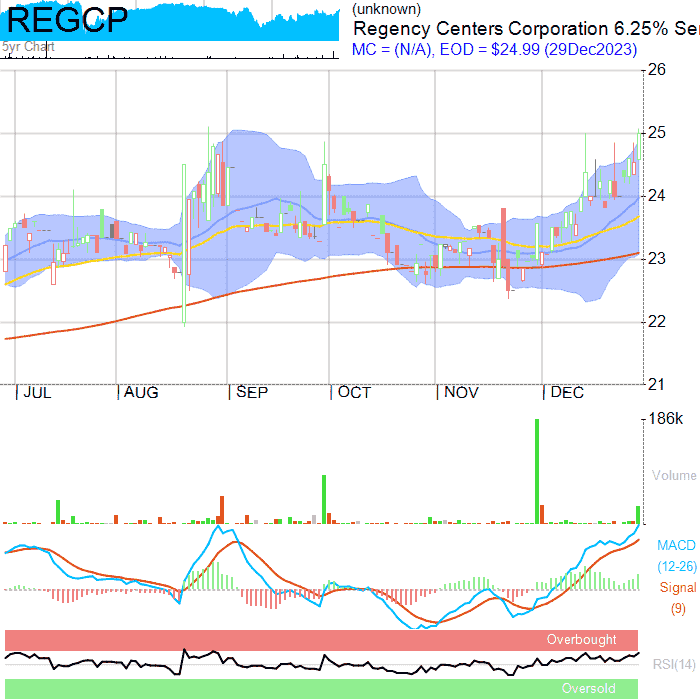 REGCP
5yr Chart
(unknown)
Regency Centers Corporation 6.25% Ser
MC = (N/A), EOD = $24.99 (29Dec2023)
26
25
24
23
22
21
JUL
AUG
SEP
OCT
NOV
DEC
186k
Volume
MACD
(12-26)
Signal
(9)
Overbought
RSI(14)
Oversold